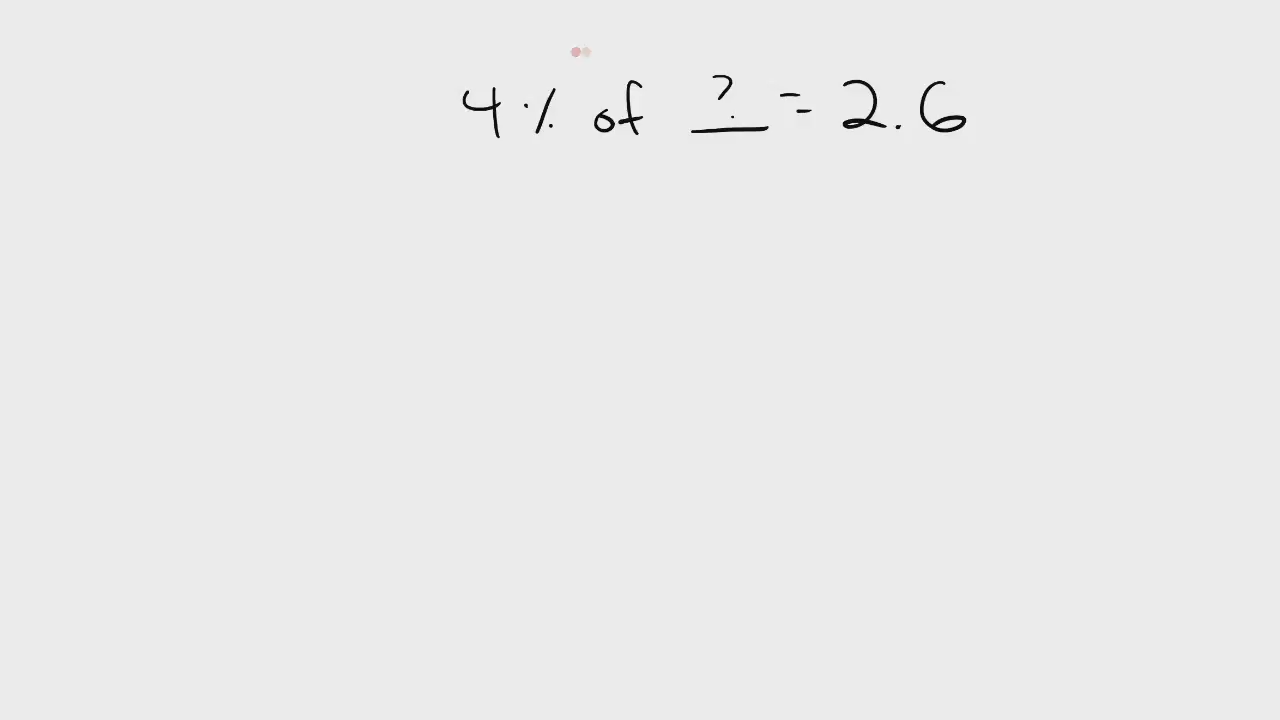 4% of ? = 2.6